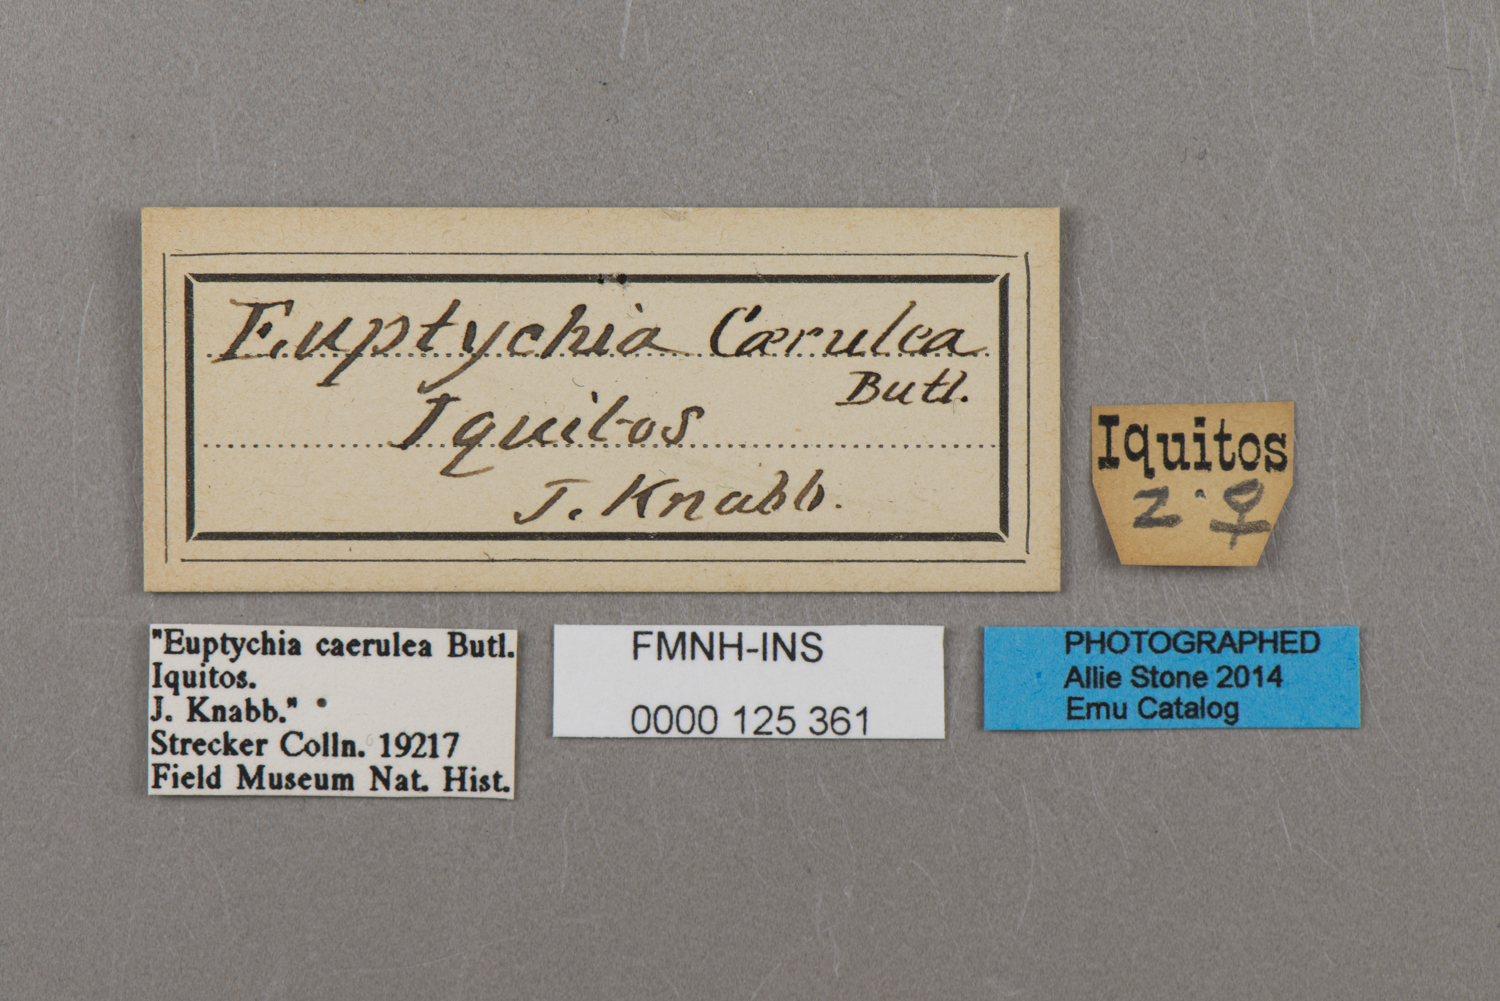 Euptychia Cærulea
Butl.
Iquitos
J. Knabb.
Iquitos
Z. ♀
"Euptychia caerulea Butl.
Iquitos.
J. Knabb."
Strecker Colln. 19217
Field Museum Nat. Hist.
FMNH-INS
0000 125 361
PHOTOGRAPHED
Allie Stone 2014
Emu Catalog